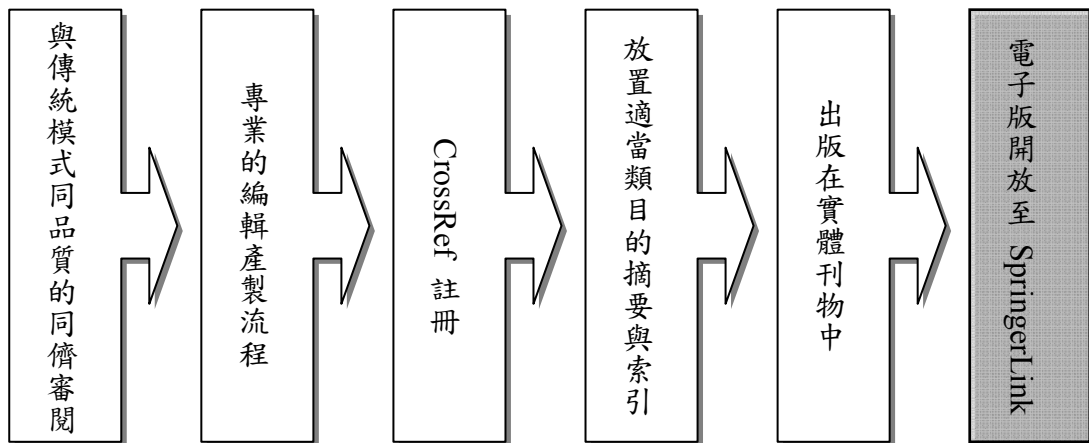 與傳統模式同品質的同儕審閱
專業的編輯產製流程
CrossRef 註冊
放置適當類目的摘要與索引
出版在實體刊物中
電子版開放至 SpringerLink